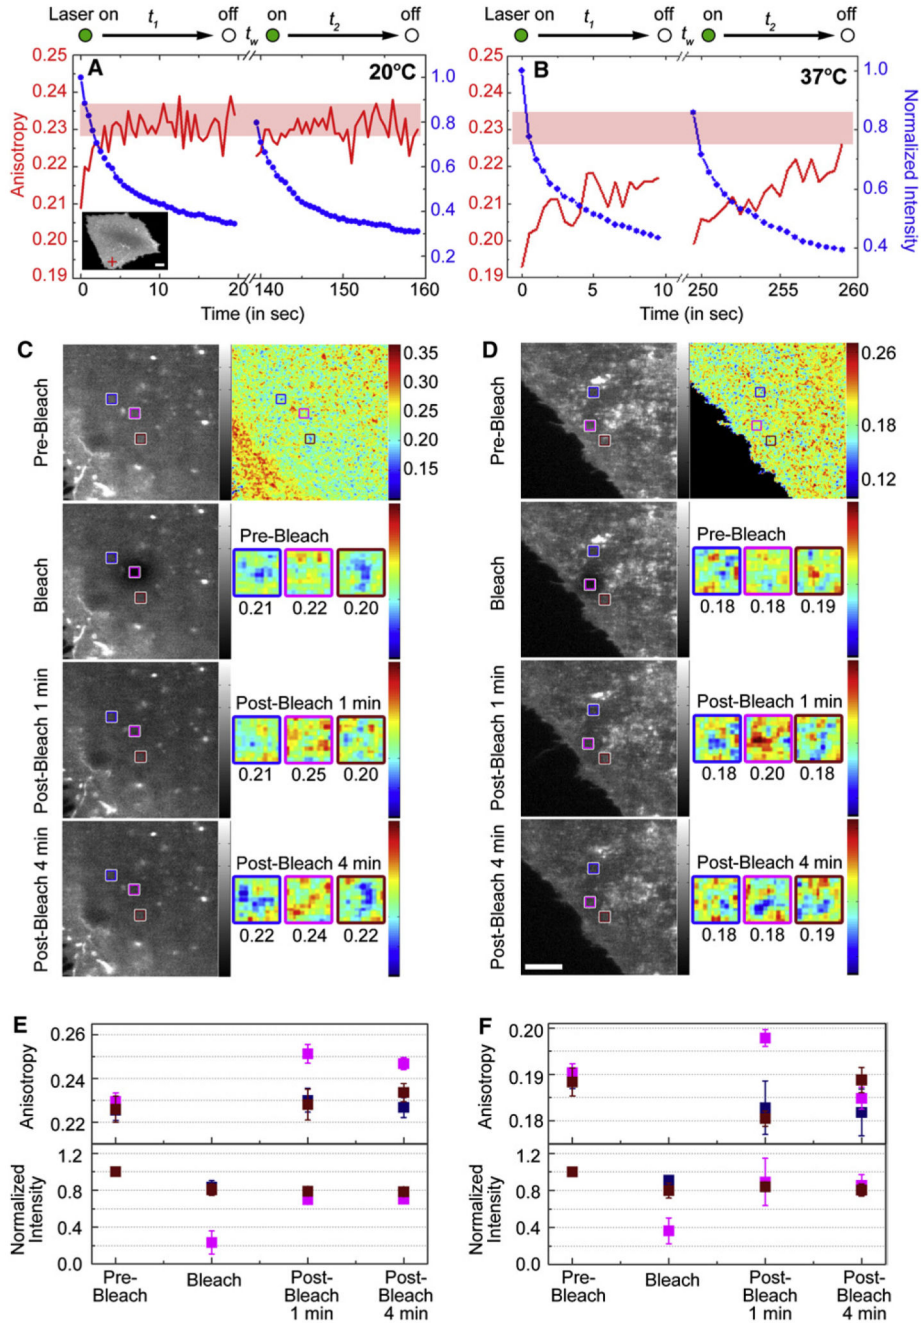 Laser on t1 off tw on t2 off
Laser on t1 off tw on t2 off
A
20°C
0.25
0.24
0.23
0.22
0.21
0.20
0.19
Anisotropy
1.0
0.8
0.6
0.4
0.2
0 10 20 140 150 160
Time (in sec)
B
37°C
0.25
0.24
0.23
0.22
0.21
0.20
0.19
1.0
0.8
0.6
0.4
Normalized Intensity
0 5 10 250 255 260
Time (in sec)
C
Pre-Bleach
0.35
0.30
0.25
0.20
0.15
Bleach
Pre-Bleach
0.21 0.22 0.20
Post-Bleach 1 min
Post-Bleach 1 min
0.21 0.25 0.20
Post-Bleach 4 min
Post-Bleach 4 min
0.22 0.24 0.22
D
Pre-Bleach
0.26
0.18
0.12
Bleach
Pre-Bleach
0.18 0.18 0.19
Post-Bleach 1 min
Post-Bleach 1 min
0.18 0.20 0.18
Post-Bleach 4 min
Post-Bleach 4 min
0.18 0.18 0.19
E
Anisotropy
0.26
0.24
0.22
Normalized
Intensity
1.2
0.8
0.4
0.0
Pre-
Bleach
Bleach
Post-
Bleach
1 min
Post-
Bleach
4 min
F
Anisotropy
0.20
0.19
0.18
Normalized
Intensity
1.2
0.8
0.4
0.0
Pre-
Bleach
Bleach
Post-
Bleach
1 min
Post-
Bleach
4 min